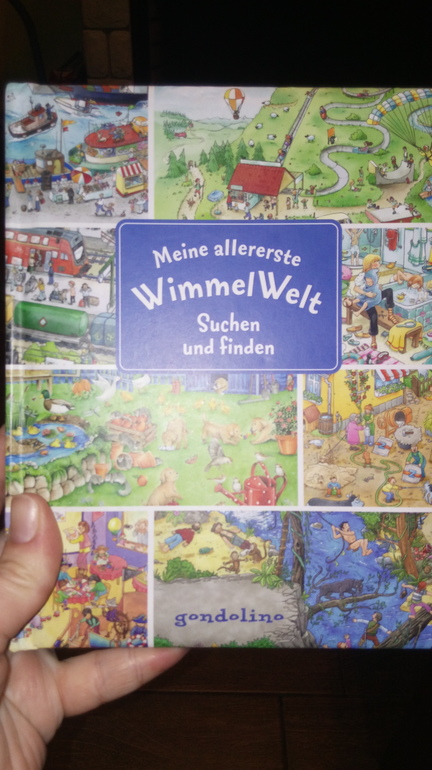 Meine allererste
WimmelWelt
Suchen
und finden
gondolino